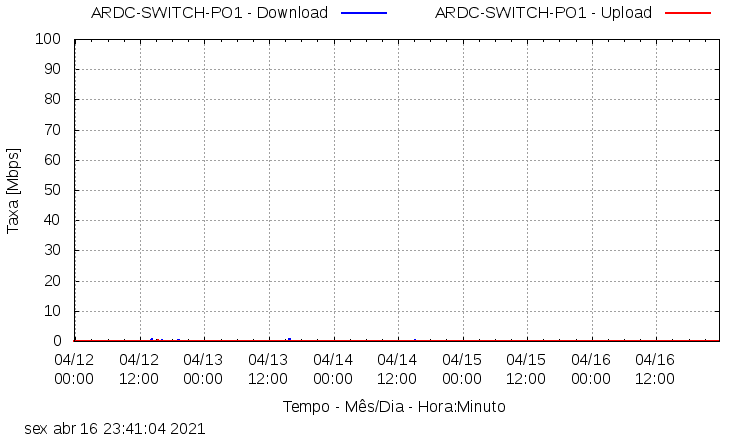 ARDC-SWITCH-PO1 - Download ARDC-SWITCH-PO1 - Upload
100
90
80
70
60
50
40
30
20
10
0
Taxa [Mbps]
04/12 04/12 04/13 04/13 04/14 04/14 04/15 04/15 04/16 04/16
00:00 12:00 00:00 12:00 00:00 12:00 00:00 12:00 00:00 12:00
Tempo - Mês/Dia - Hora:Minuto
sex abr 16 23:41:04 2021